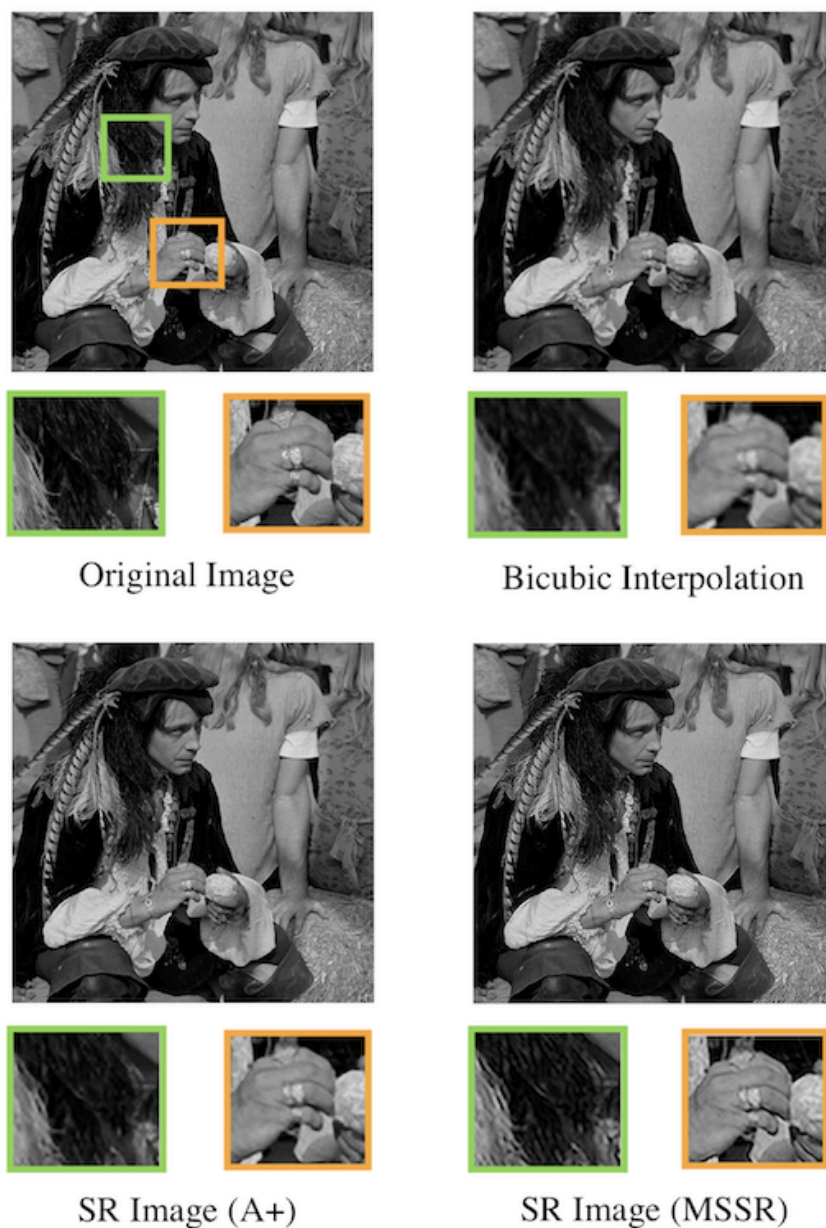 Original Image
Bicubic Interpolation
SR Image (A+)
SR Image (MSSR)